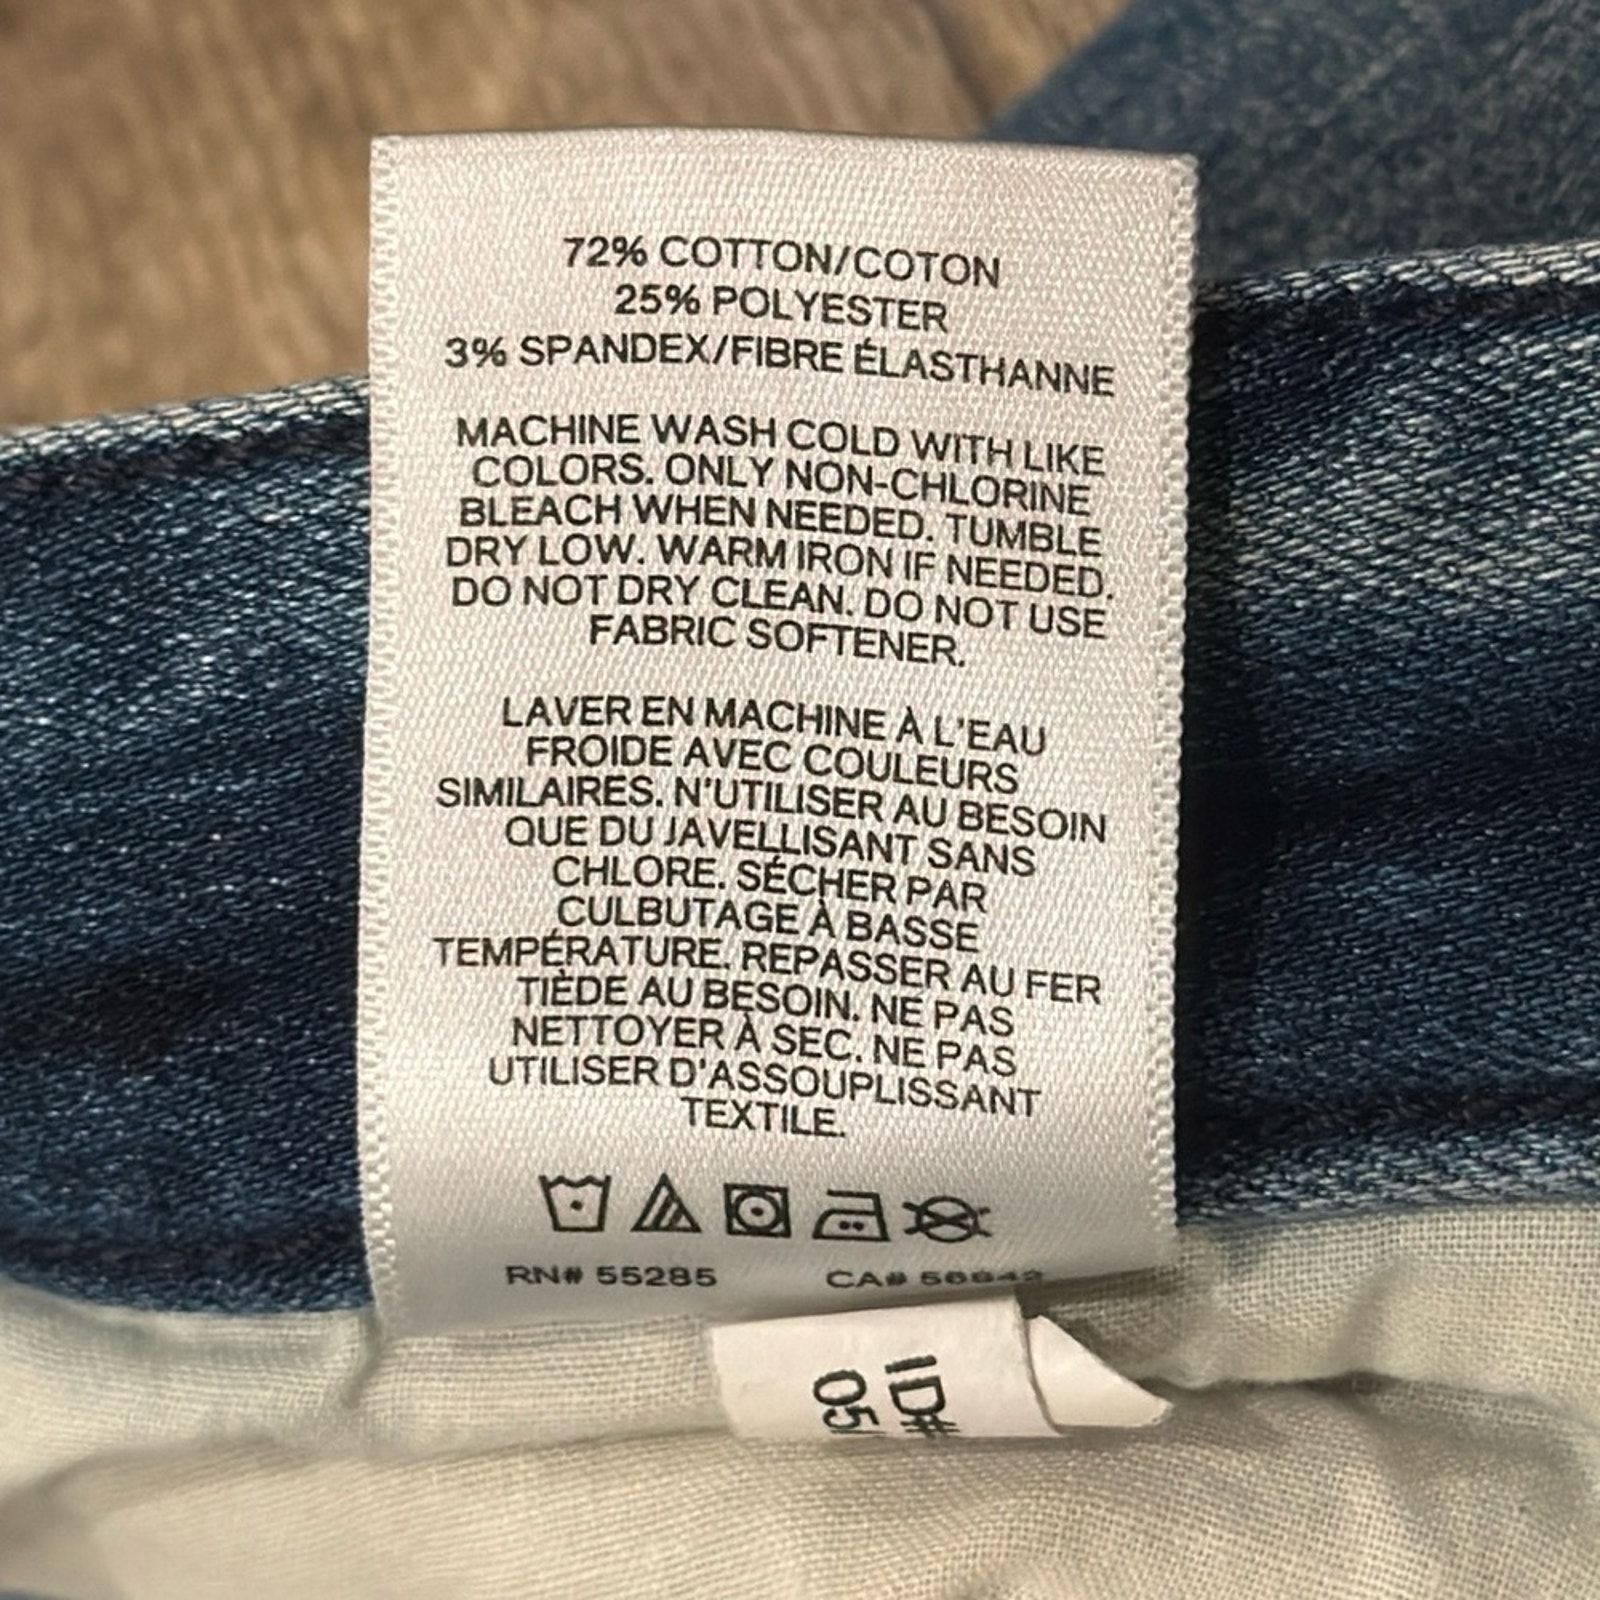 72% COTTON/COTON
25% POLYESTER
3% SPANDEX/FIBRE ÉLASTHANNE
MACHINE WASH COLD WITH LIKE
COLORS. ONLY NON-CHLORINE
BLEACH WHEN NEEDED. TUMBLE
DRY LOW. WARM IRON IF NEEDED.
DO NOT DRY CLEAN. DO NOT USE
FABRIC SOFTENER.
LAVER EN MACHINE À L'EAU
FROIDE AVEC COULEURS
SIMILAIRES. N'UTILISER AU BESOIN
QUE DU JAVELLISANT SANS
CHLORE. SÉCHER PAR
CULBUTAGE À BASSE
TEMPÉRATURE. REPASSER AU FER
TIÈDE AU BESOIN. NE PAS
NETTOYER À SEC. NE PAS
UTILISER D'ASSOUPLISSANT
TEXTILE.
RN# 55285 CA#
ID#
05